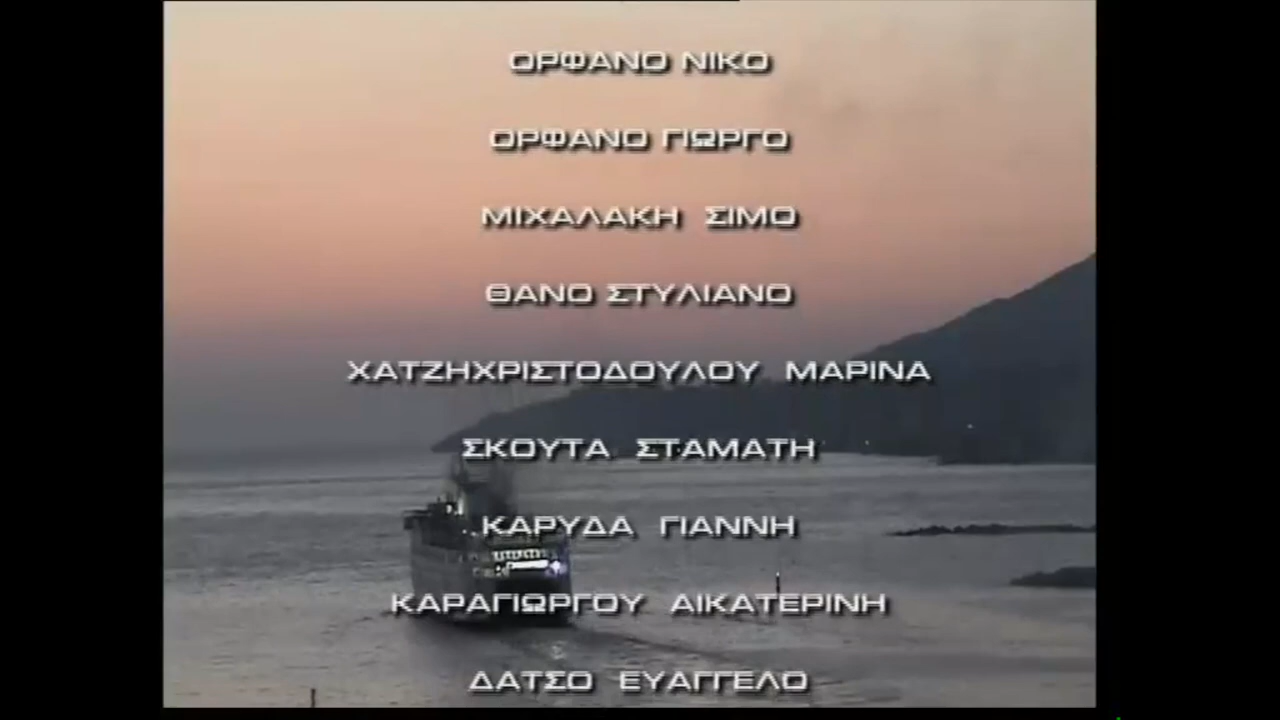 ΟΡΦΑΝΟ ΝΙΚΟ
ΟΡΦΑΝΟ ΓΙΩΡΓΟ
ΜΙΧΑΛΑΚΗ ΣΙΜΟ
ΘΑΝΟ ΣΤΥΛΙΑΝΟ
ΧΑΤΖΗΧΡΙΣΤΟΔΟΥΛΟΥ ΜΑΡΙΝΑ
ΣΚΟΥΤΑ ΣΤΑΜΑΤΗ
ΚΑΡΥΔΑ ΓΙΑΝΝΗ
ΚΑΡΑΓΙΩΡΓΟΥ ΑΙΚΑΤΕΡΙΝΗ
ΔΑΤΣΟ ΕΥΑΓΓΕΛΟ